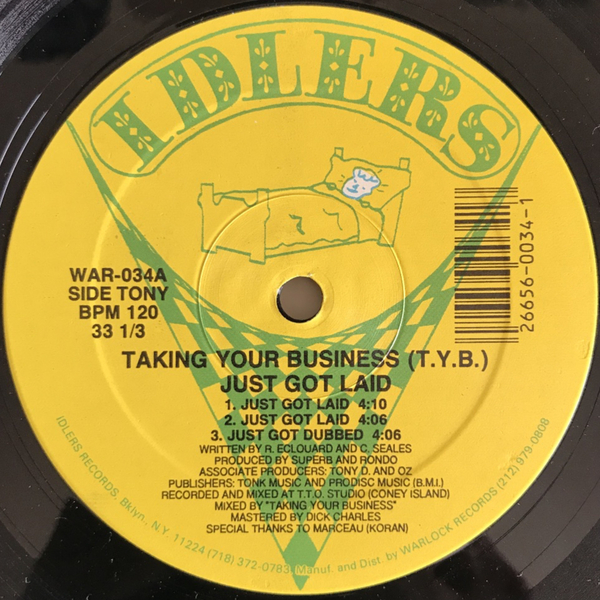 IDLERS
WAR-034A
SIDE TONY
BPM 120
33 1/3
26656-0034-1
TAKING YOUR BUSINESS (T.Y.B.)
JUST GOT LAID
1. JUST GOT LAID 4:10
2. JUST GOT LAID 4:06
3. JUST GOT DUBBED 4:06
WRITTEN BY R. ECLOUARD AND C. SEALES
PRODUCED BY SUPERB AND RONDO
ASSOCIATE PRODUCERS: TONY D. AND OZ
PUBLISHERS: TONK MUSIC AND PRODISC MUSIC (B.M.I.)
RECORDED AND MIXED AT T.T.O. STUDIO (CONEY ISLAND)
MIXED BY "TAKING YOUR BUSINESS"
MASTERED BY DICK CHARLES
SPECIAL THANKS TO MARCEAU (KORAN)
IDLERS RECORDS, Bklyn. N.Y. 11224 (718) 372-0783 Manuf. and Dist. by WARLOCK RECORDS (212) 979 0808